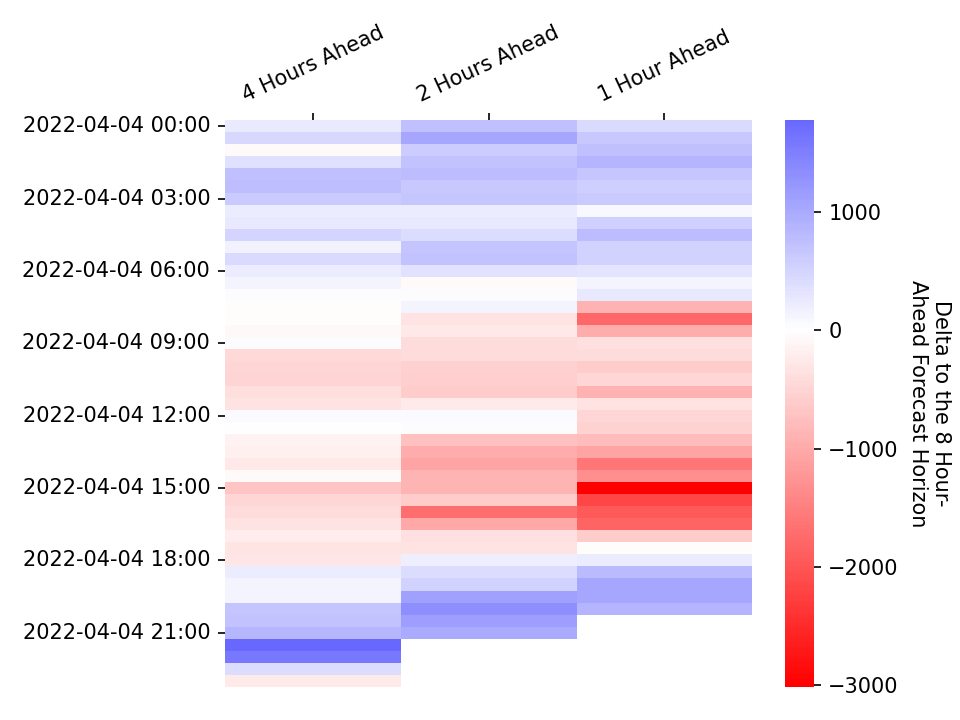 4 Hours Ahead
2 Hours Ahead
1 Hour Ahead
2022-04-04 00:00
2022-04-04 03:00
2022-04-04 06:00
2022-04-04 09:00
2022-04-04 12:00
2022-04-04 15:00
2022-04-04 18:00
2022-04-04 21:00
1000
0
−1000
−2000
−3000
Delta to the 8 Hour-
Ahead Forecast Horizon